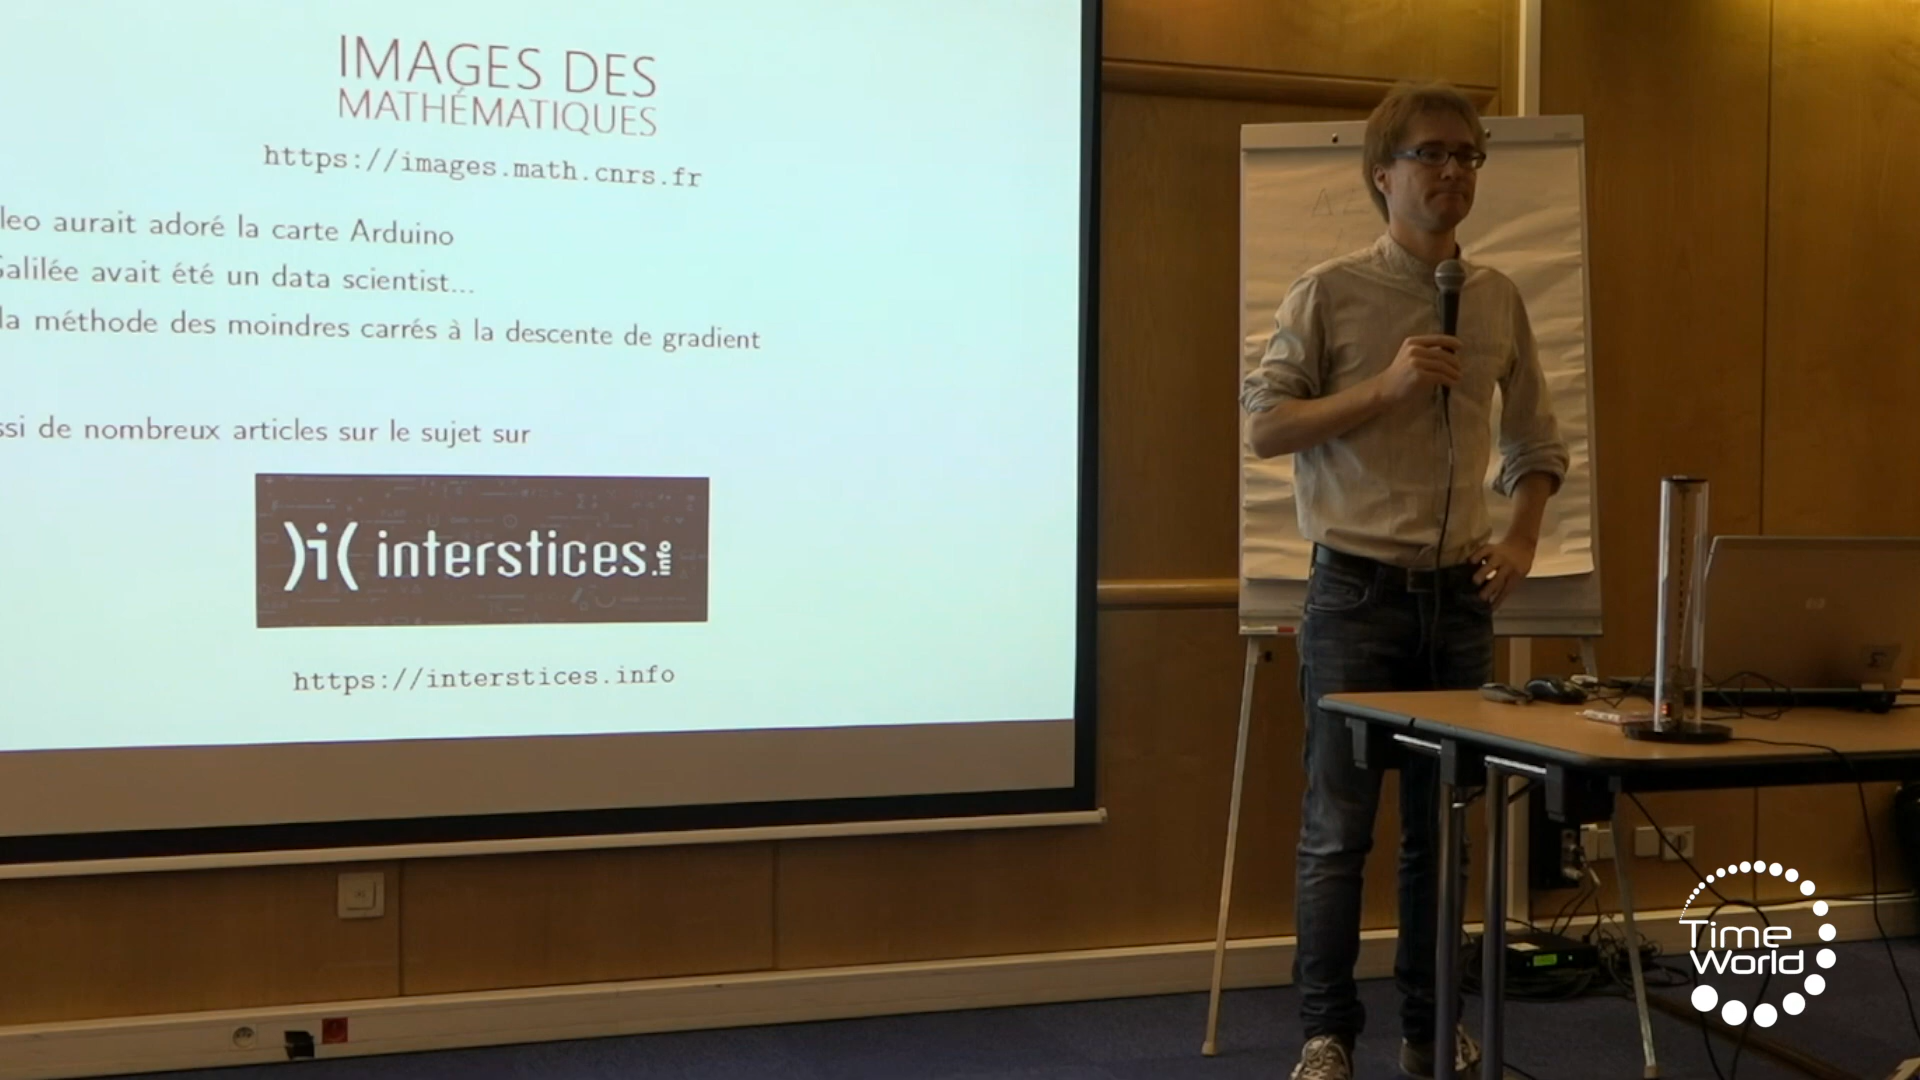 IMAGES DES
MATHÉMATIQUES
https://images.math.cnrs.fr
leo aurait adoré la carte Arduino
Galilée avait été un data scientist...
la méthode des moindres carrés à la descente de gradient
ssi de nombreux articles sur le sujet sur
)i( interstices.info
https://interstices.info
Time
World